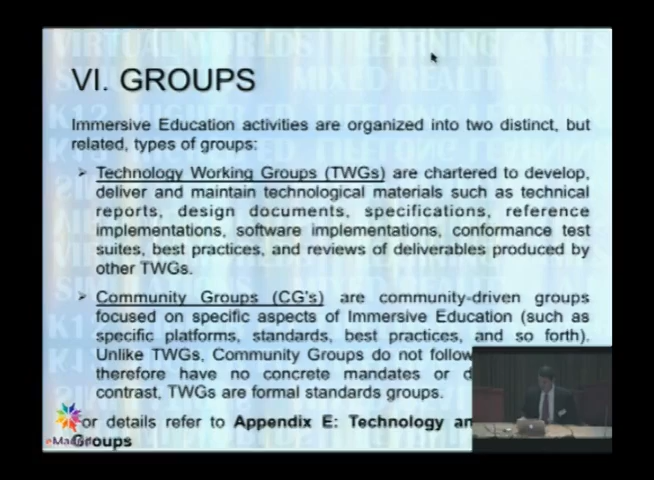 VI. GROUPS
Immersive Education activities are organized into two distinct, but
related, types of groups:
Technology Working Groups (TWGs) are chartered to develop,
deliver and maintain technological materials such as technical
reports, design documents, specifications, reference
implementations, software implementations, conformance test
suites, best practices, and reviews of deliverables produced by
other TWGs.
Community Groups (CG's) are community-driven groups
focused on specific aspects of Immersive Education (such as
specific platforms, standards, best practices, and so forth).
Unlike TWGs, Community Groups do not follow
therefore have no concrete mandates or d
contrast, TWGs are formal standards groups.
or details refer to Appendix E: Technology an
Groups